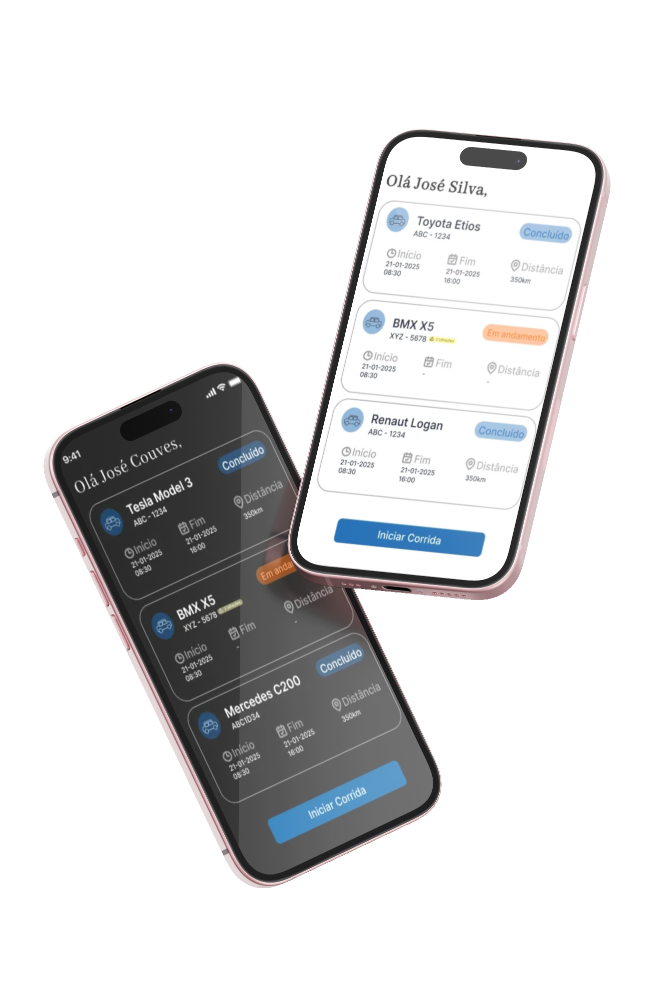 Olá José Silva,
Toyota Etios
ABC - 1234
Concluído
Início
Fim
Distância
21-01-2025
08:30
21-01-2025
16:00
350km
BMX X5
XYZ - 5678
Em andamento
Início
Fim
Distância
21-01-2025
08:30
-
-
Renaut Logan
ABC - 1234
Concluído
Início
Fim
Distância
21-01-2025
08:30
21-01-2025
16:00
350km
Iniciar Corrida
9:41
Olá José Couves,
Tesla Model 3
ABC - 1234
Concluído
Início
Fim
Distância
21-01-2025
08:30
21-01-2025
16:00
350km
BMX X5
XYZ - 5678
Em anda
Início
Fim
Distância
21-01-2025
08:30
-
-
Mercedes C200
ABC1D34
Concluído
Início
Fim
Distância
21-01-2025
08:30
21-01-2025
16:00
350km
Iniciar Corrida